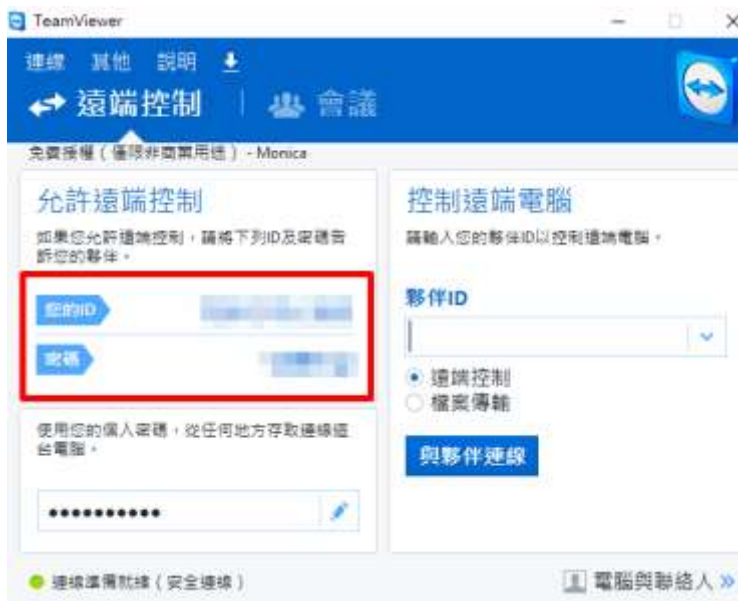 TeamViewer
連線 其他 說明
遠端控制 會議
免費授權（僅限非商業用途） - Monica
允許遠端控制
如果您允許遠端控制，請將下列ID及密碼告
訴您的夥伴。
您的ID
密碼
使用您的個人密碼，從任何地方存取連線這
台電腦。
••••••••••
連線準備就緒（安全連線）
控制遠端電腦
請輸入您的夥伴ID以控制遠端電腦。
夥伴ID
遠端控制
檔案傳輸
與夥伴連線
電腦與聯絡人 »